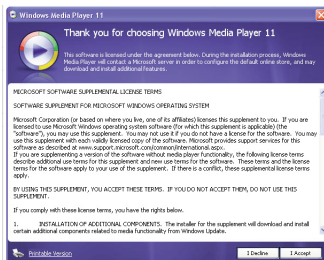 Windows Media Player 11
Thank you for choosing Windows Media Player 11
This software is licensed under the agreement below. During the installation process, Windows
Media Player will contact a Microsoft server in order to configure the default online store, and may
download and install additional features.
MICROSOFT SOFTWARE SUPPLEMENTAL LICENSE TERMS
SOFTWARE SUPPLEMENT FOR MICROSOFT WINDOWS OPERATING SYSTEM
Microsoft Corporation (or based on where you live, one of its affiliates) licenses this supplement to you. If you are
licensed to use Microsoft Windows operating system software (for which this supplement is applicable) (the
"software"), you may use this supplement. You may not use it if you do not have a license for the software. You may
use this supplement with each validly licensed copy of the software. Microsoft provides support services for this
software as described at www.support.microsoft.com/common/international.aspx.
If you are supplementing a version of the software without media player functionality, the following license terms
describe additional use terms for the supplement and new use terms for the software. These terms and the license
terms for the software apply to your use of the supplement. If there is a conflict, these supplemental license terms
apply.
BY USING THIS SUPPLEMENT, YOU ACCEPT THESE TERMS. IF YOU DO NOT ACCEPT THEM, DO NOT USE THIS
SUPPLEMENT.
If you comply with these license terms, you have the rights below.
1. INSTALLATION OF ADDITIONAL COMPONENTS. The installer for the supplement will download and install
certain additional components related to media functionality from Windows Update.
Printable Version
I Decline
I Accept